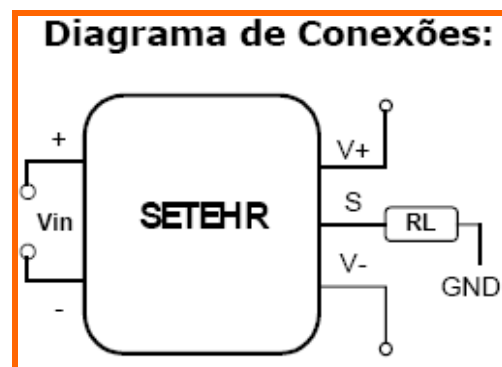 Diagrama de Conexões:
+
Vin
-
SETEHR
V+
S
RL
V-
GND